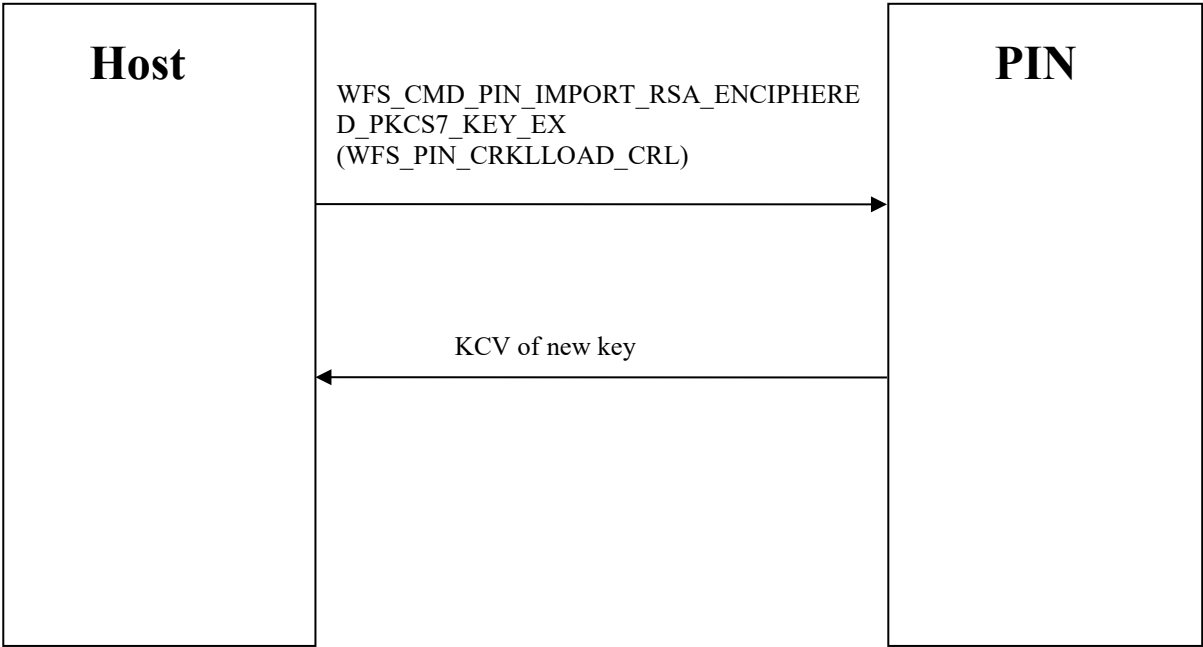 Host
PIN
WFS_CMD_PIN_IMPORT_RSA_ENCIPHERE
D_PKCS7_KEY_EX
(WFS_PIN_CRKLLOAD_CRL)
KCV of new key